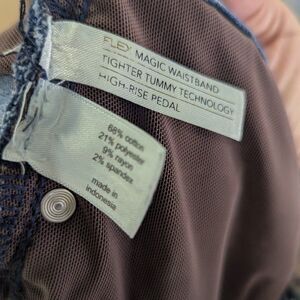 FLEX MAGIC WAISTBAND
TIGHTER TUMMY TECHNOLOGY
HIGH-RISE PEDAL
68% cotton
21% polyester
9% rayon
2% spandex
made in
indonesia